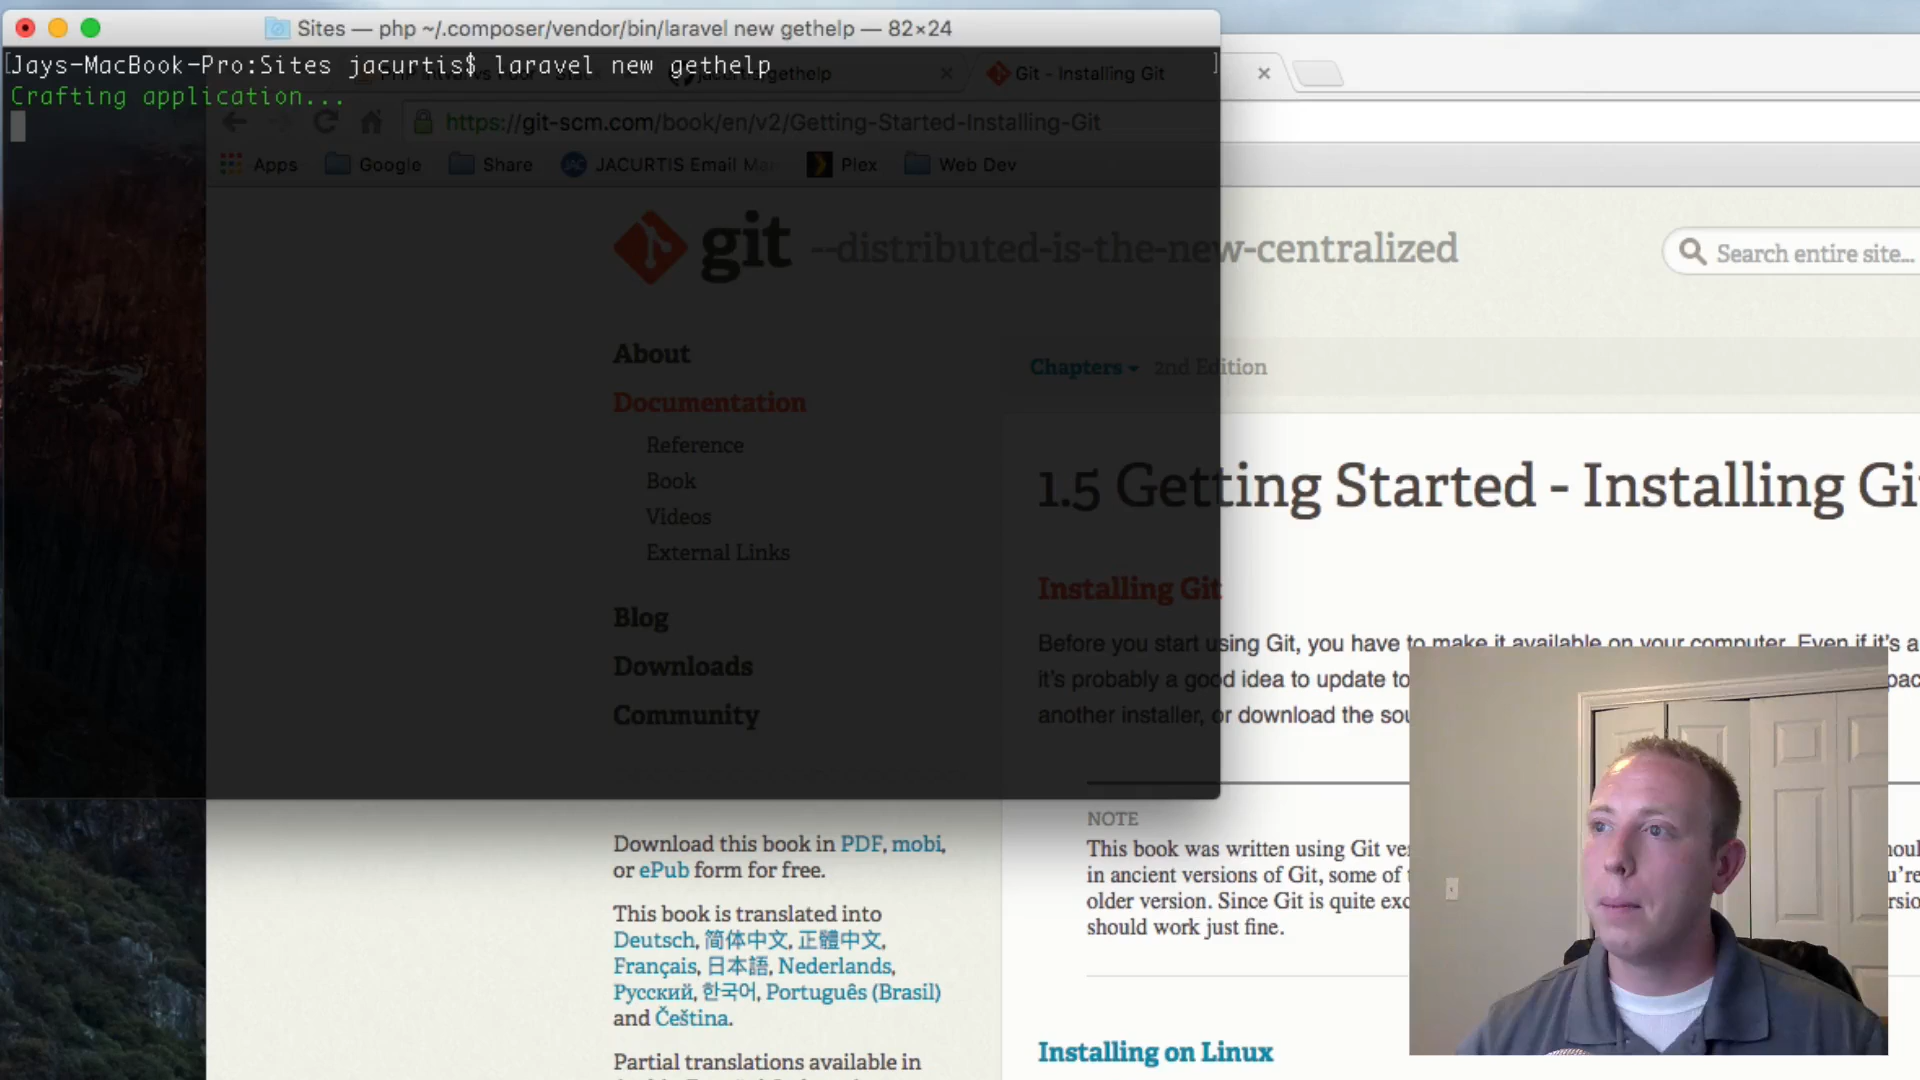 Sites — php ~/.composer/vendor/bin/laravel new gethelp — 82×24
Jays-MacBook-Pro:Sites jacurtis$ laravel new gethelp
Crafting application...
Git - Installing Git
https://git-scm.com/book/en/v2/Getting-Started-Installing-Git
Apps Google Share JACURTIS Email Ma Plex Web Dev
git --distributed-is-the-new-centralized
Search entire site...
About
Documentation
Reference
Book
Videos
External Links
Blog
Downloads
Community
Download this book in PDF, mobi,
or ePub form for free.
This book is translated into
Deutsch, 简体中文, 正體中文,
Français, 日本語, Nederlands,
Русский, 한국어, Português (Brasil)
and Čeština.
Partial translations available in
Chapters 2nd Edition
1.5 Getting Started - Installing Gi
Installing Git
Before you start using Git, you have to make it available on your computer. Even if it's a
it's probably a good idea to update to
another installer, or download the sou
NOTE
This book was written using Git ve
in ancient versions of Git, some of
older version. Since Git is quite exc
should work just fine.
Installing on Linux